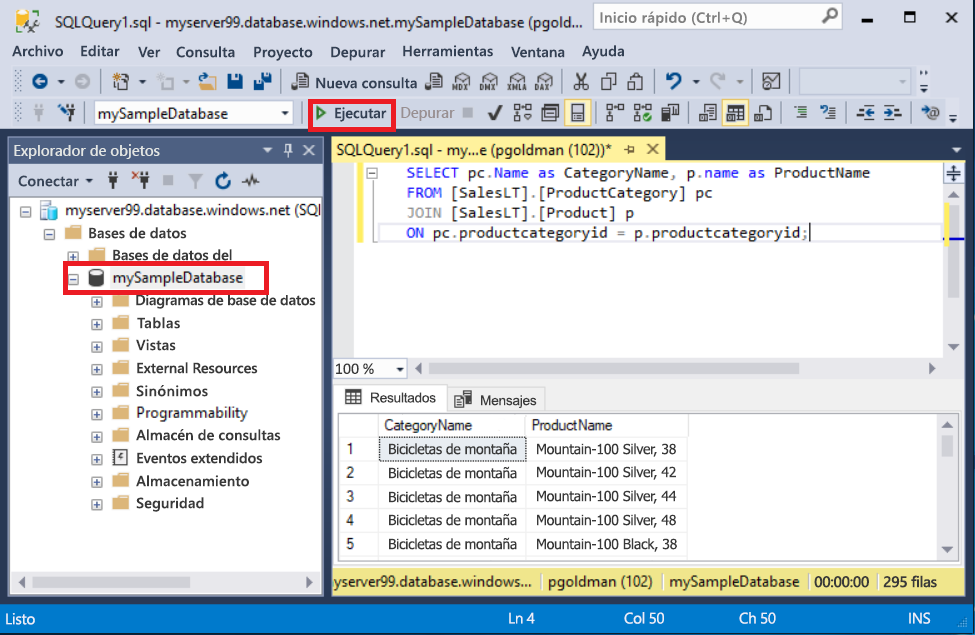 SQLQuery1.sql - myserver99.database.windows.net.mySampleDatabase (pgold...
Inicio rápido (Ctrl+Q)
Archivo Editar Ver Consulta Proyecto Depurar Herramientas Ventana Ayuda
Nueva consulta MDX DMX XMLA DAX
mySampleDatabase Ejecutar Depurar
Explorador de objetos
Conectar
myserver99.database.windows.net (SQl
Bases de datos
Bases de datos del
mySampleDatabase
Diagramas de base de datos
Tablas
Vistas
External Resources
Sinónimos
Programmability
Almacén de consultas
Eventos extendidos
Almacenamiento
Seguridad
SQLQuery1.sql - my...e (pgoldman (102))*
SELECT pc.Name as CategoryName, p.name as ProductName
FROM [SalesLT].[ProductCategory] pc
JOIN [SalesLT].[Product] p
ON pc.productcategoryid = p.productcategoryid;
100 %
Resultados Mensajes
CategoryName ProductName
1 Bicicletas de montaña Mountain-100 Silver, 38
2 Bicicletas de montaña Mountain-100 Silver, 42
3 Bicicletas de montaña Mountain-100 Silver, 44
4 Bicicletas de montaña Mountain-100 Silver, 48
5 Bicicletas de montaña Mountain-100 Black, 38
yserver99.database.windows... pgoldman (102) mySampleDatabase 00:00:00 295 filas
Listo Ln 4 Col 50 Ch 50 INS